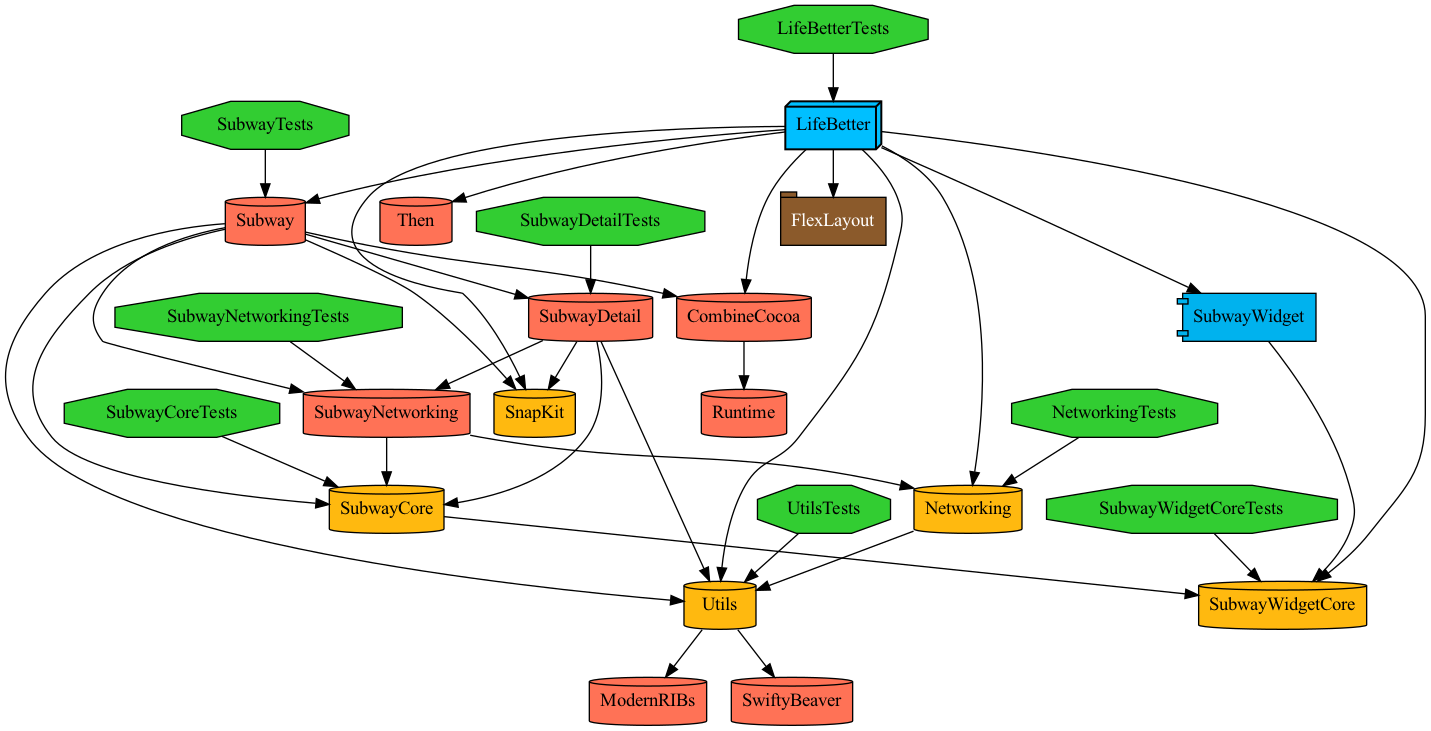 LifeBetterTests
SubwayTests
LifeBetter
Subway
Then
SubwayDetailTests
FlexLayout
SubwayNetworkingTests
SubwayDetail
CombineCocoa
SubwayWidget
SubwayCoreTests
SubwayNetworking
SnapKit
Runtime
NetworkingTests
SubwayCore
UtilsTests
Networking
SubwayWidgetCoreTests
Utils
SubwayWidgetCore
ModernRIBs
SwiftyBeaver